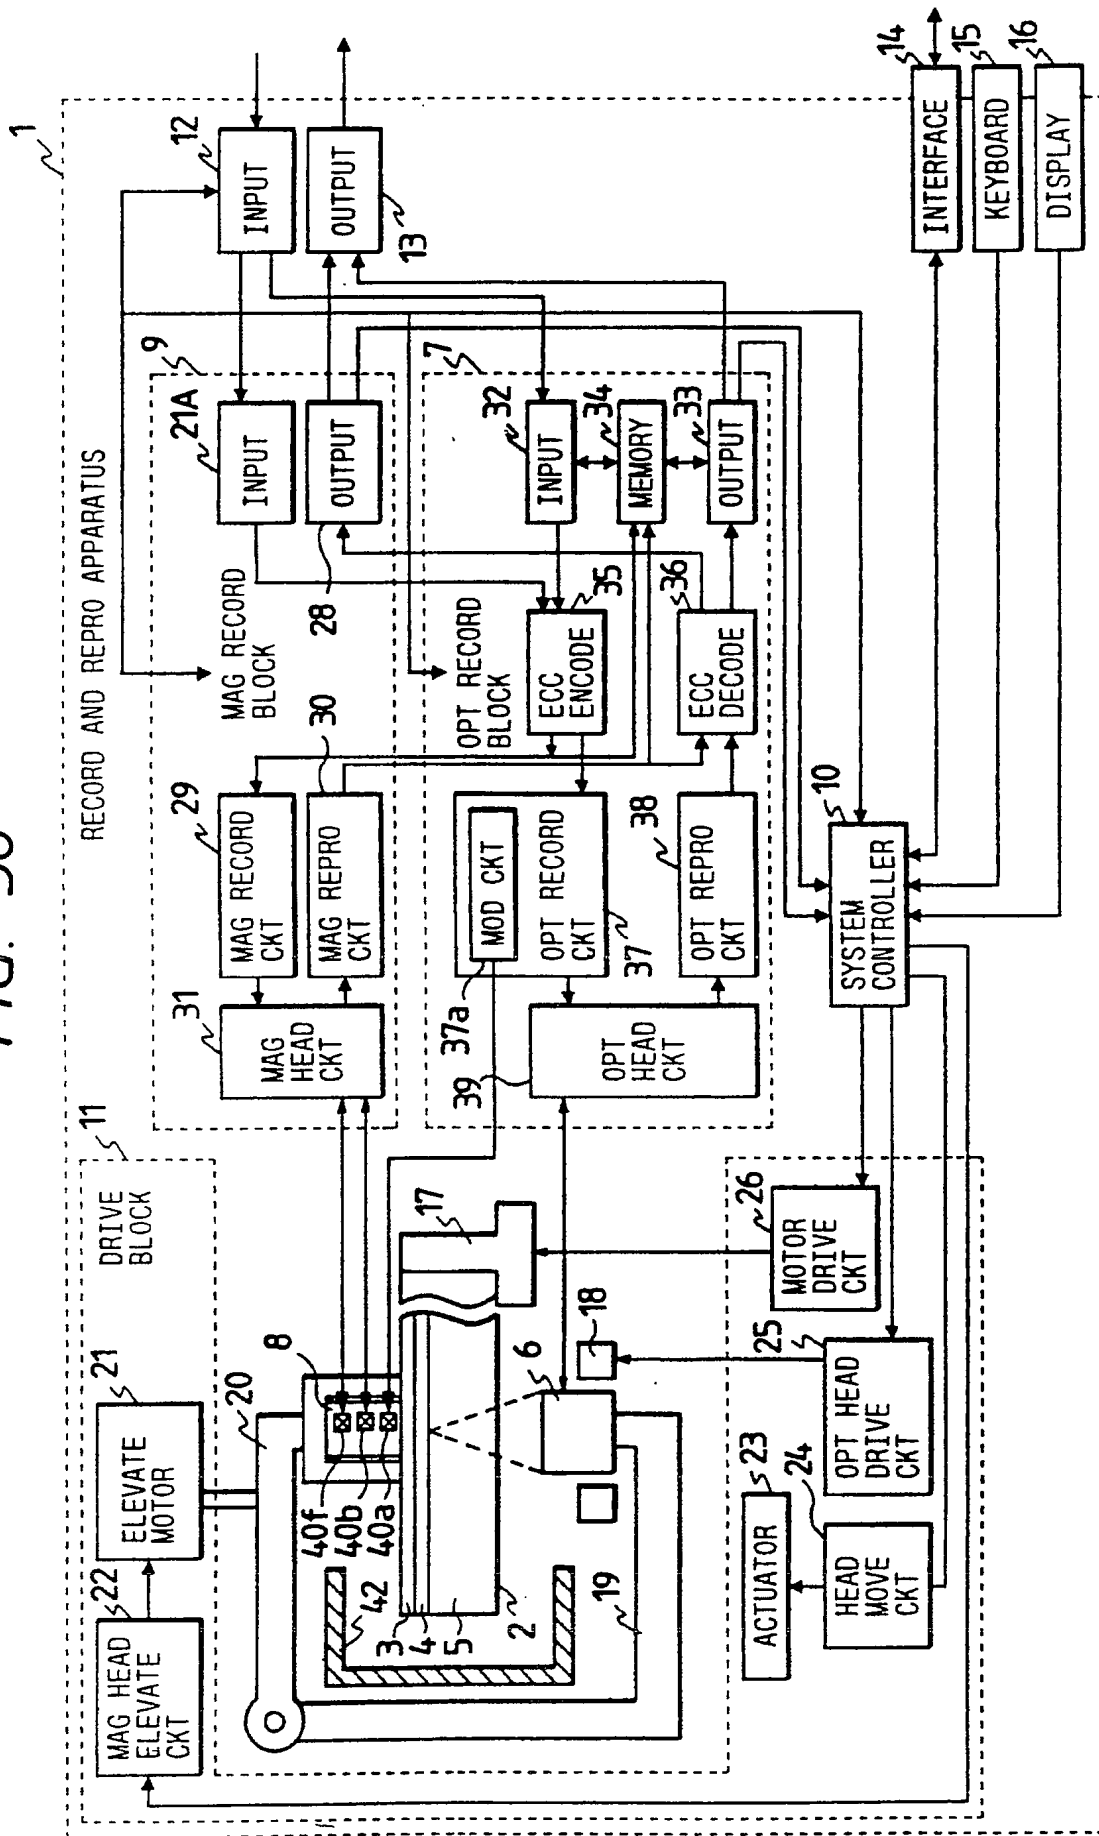 RECORD AND REPRO APPARATUS
1
DRIVE
BLOCK
11
MAG HEAD
ELEVATE
CKT
22
ELEVATE
MOTOR
21
20
8
40f
40b
40a
42
3
4
5
2
19
17
6
18
31
MAG
HEAD
CKT
29
MAG RECORD
CKT
MAG REPRO
CKT
30
MAG RECORD
BLOCK
9
21A
INPUT
OUTPUT
28
12
INPUT
OUTPUT
13
OPT RECORD
BLOCK
7
32
INPUT
34
MEMORY
33
OUTPUT
ECC
ENCODE
35
ECC
DECODE
36
MOD CKT
37a
OPT RECORD
CKT
37
OPT REPRO
CKT
38
39
OPT
HEAD
CKT
10
SYSTEM
CONTROLLER
INTERFACE
14
KEYBOARD
15
DISPLAY
16
26
MOTOR
DRIVE
CKT
25
OPT HEAD
DRIVE
CKT
23
ACTUATOR
24
HEAD
MOVE
CKT